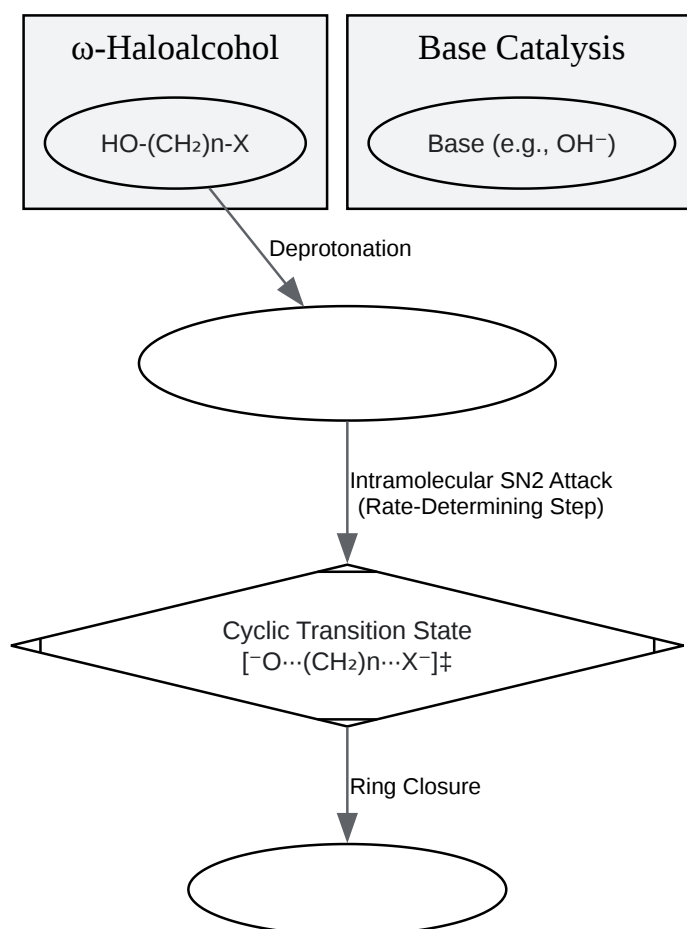 ω-Haloalcohol
Base Catalysis
HO-(CH₂)n-X
Base (e.g., OH⁻)
Deprotonation
Intramolecular SN2 Attack
(Rate-Determining Step)
Cyclic Transition State
[⁻O···(CH₂)n···X⁻]‡
Ring Closure